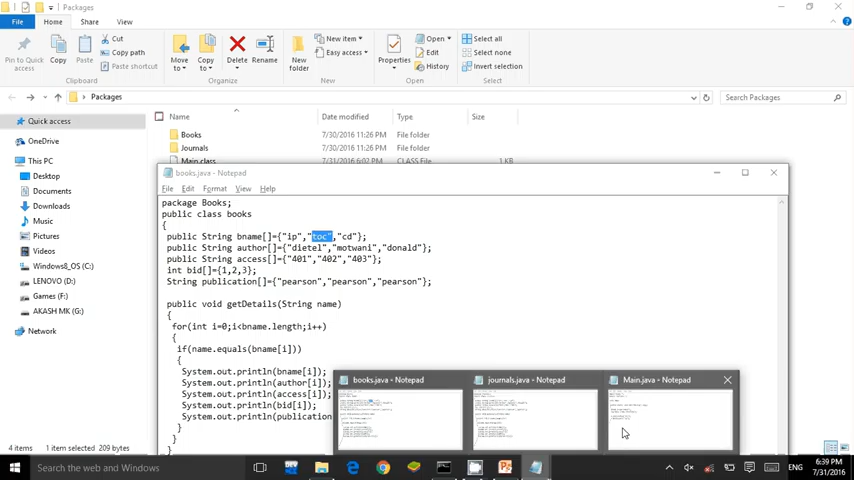 Packages
File Home Share View
Pin to Quick access
Copy
Paste
Cut
Copy path
Paste shortcut
Clipboard
Move to
Copy to
Delete
Rename
Organize
New folder
New item
Easy access
New
Properties
Open
Edit
History
Open
Select all
Select none
Invert selection
Select
Packages
Search Packages
Quick access
OneDrive
This PC
Desktop
Documents
Downloads
Music
Pictures
Videos
Windows8_OS (C:)
LENOVO (D:)
Games (F:)
AKASH MK (G:)
Network
Name Date modified Type Size
Books 7/30/2016 11:26 PM File folder
Journals 7/30/2016 11:26 PM File folder
Main.class 7/31/2016 6:02 PM CLASS File 1 KB
books.java - Notepad
File Edit Format View Help
package Books;
public class books
{
public String bname[]={"ip","toc","cd"};
public String author[]={"dietel","motwani","donald"};
public String access[]={"401","402","403"};
int bid[]={1,2,3};
String publication[]={"pearson","pearson","pearson"};
public void getDetails(String name)
{
for(int i=0;i<bname.length;i++)
{
if(name.equals(bname[i]))
{
System.out.println(bname[i]);
System.out.println(author[i]);
System.out.println(access[i]);
System.out.println(bid[i]);
System.out.println(publication
}
}
}
books.java - Notepad
journals.java - Notepad
Main.java - Notepad
4 items 1 item selected 209 bytes
Search the web and Windows
ENG
6:39 PM
7/31/2016